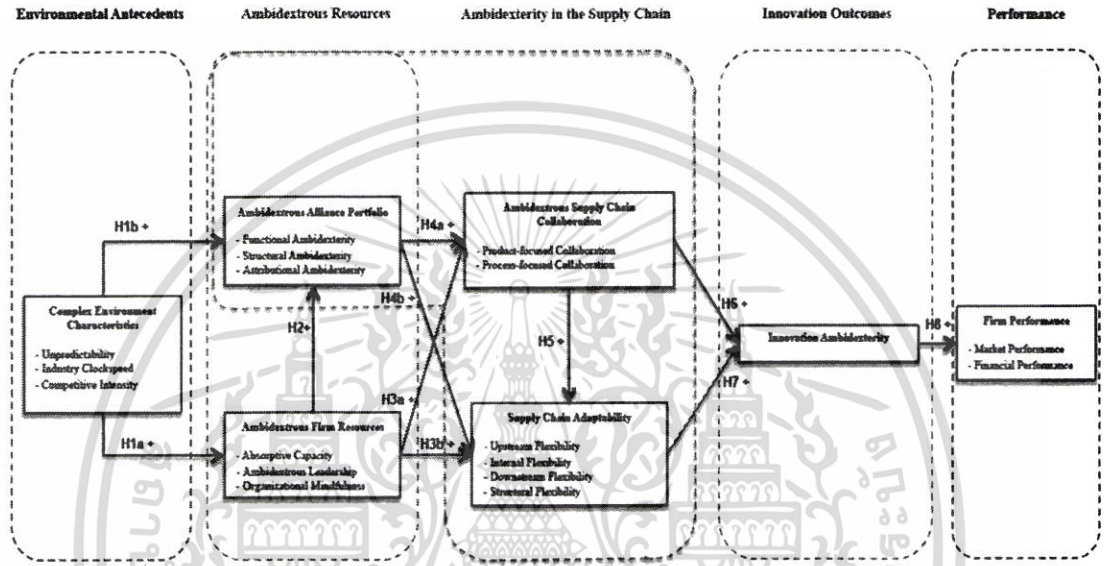 Environmental Antecedents
Ambidextrous Resources
Ambidexterity in the Supply Chain
Innovation Outcomes
Performance
H1b +
Complex Environment
Characteristics
- Unpredictability
- Industry Clockspeed
- Competitive Intensity
H1a +
Ambidextrous Alliance Portfolio
- Functional Ambidexterity
- Structural Ambidexterity
- Attributional Ambidexterity
H2+
Ambidextrous Firm Resources
- Absorptive Capacity
- Ambidextrous Leadership
- Organizational Mindfulness
H4a +
H4b +
H3a +
H3b +
Ambidextrous Supply Chain
Collaboration
- Product-focused Collaboration
- Process-focused Collaboration
H5 +
Supply Chain Adaptability
- Upstream Flexibility
- Internal Flexibility
- Downstream Flexibility
- Structural Flexibility
H6 +
H7 +
Innovation Ambidexterity
H8 +
Firm Performance
- Market Performance
- Financial Performance